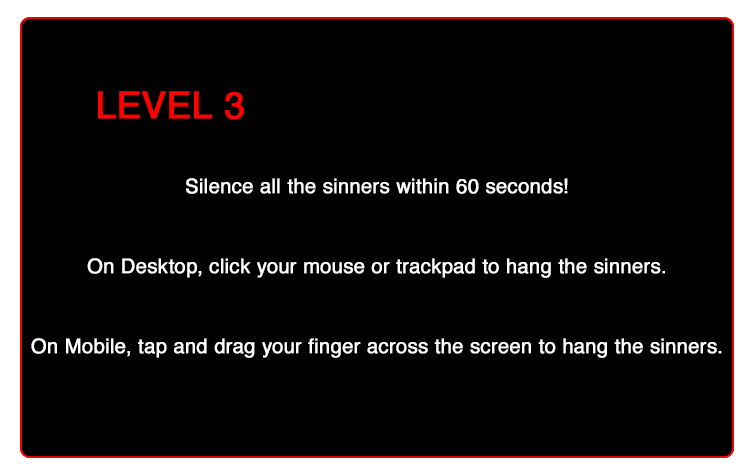 LEVEL 3
Silence all the sinners within 60 seconds!
On Desktop, click your mouse or trackpad to hang the sinners.
On Mobile, tap and drag your finger across the screen to hang the sinners.